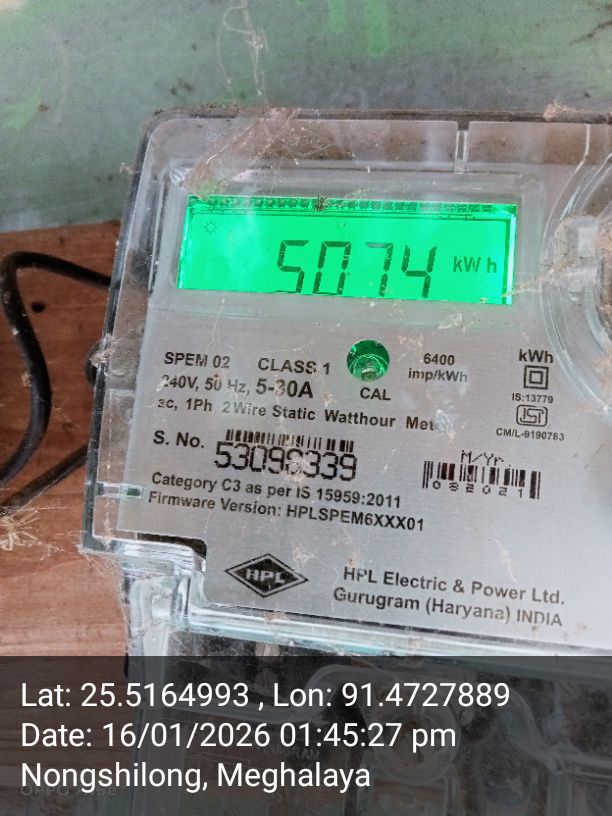 5074 kWh
SPEM 02 CLASS 1 6400 imp/kWh kWh
240V, 50 Hz, 5-30A CAL IS:13779
ac, 1Ph, 2 Wire Static Watthour
CM/L-9190783
S. No. 53096339
M/Yr.
082021
Category C3 as per IS 15959:2011
Firmware Version: HPLSPEM6XXX01
HPL
HPL Electric & Power Ltd.
Gurugram (Haryana) INDIA
Lat: 25.5164993 , Lon: 91.4727889
Date: 16/01/2026 01:45:27 pm
Nongshilong, Meghalaya